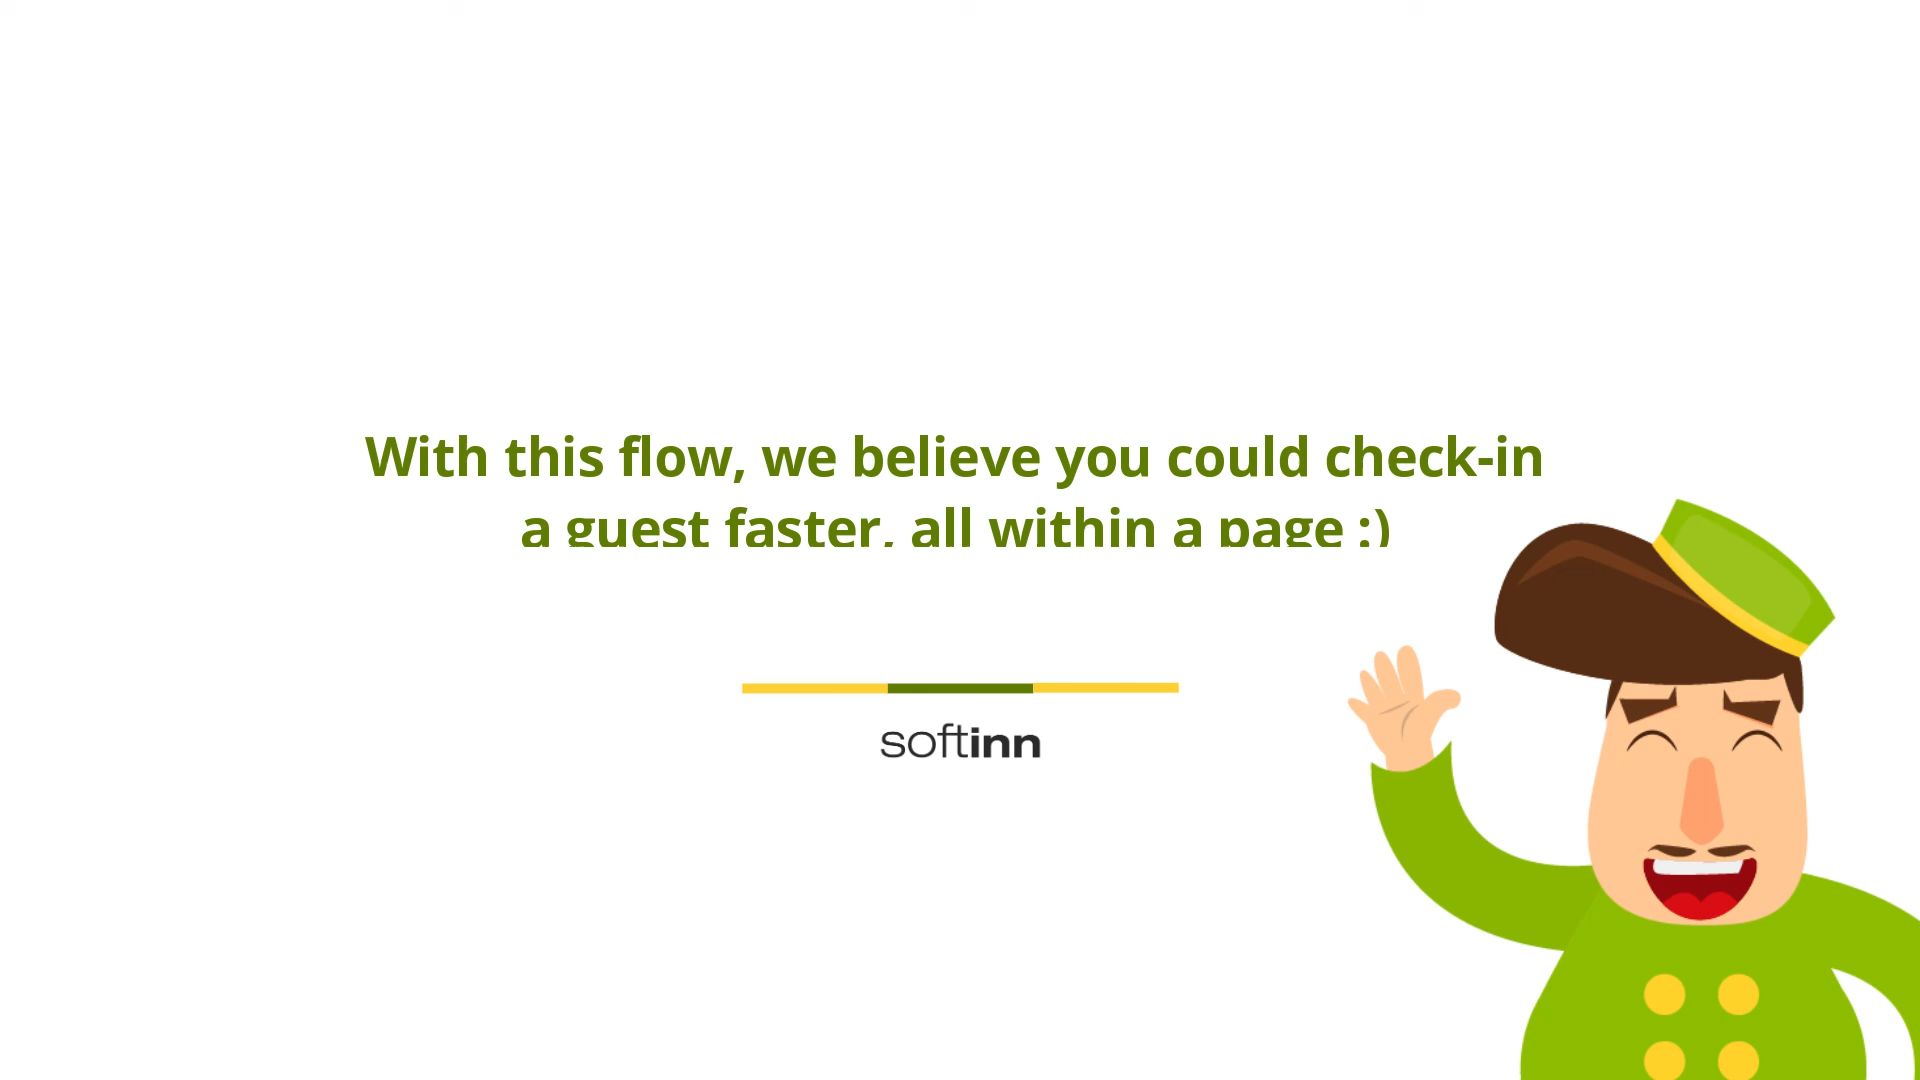 With this flow, we believe you could check-in
a guest faster, all within a page :)
softinn